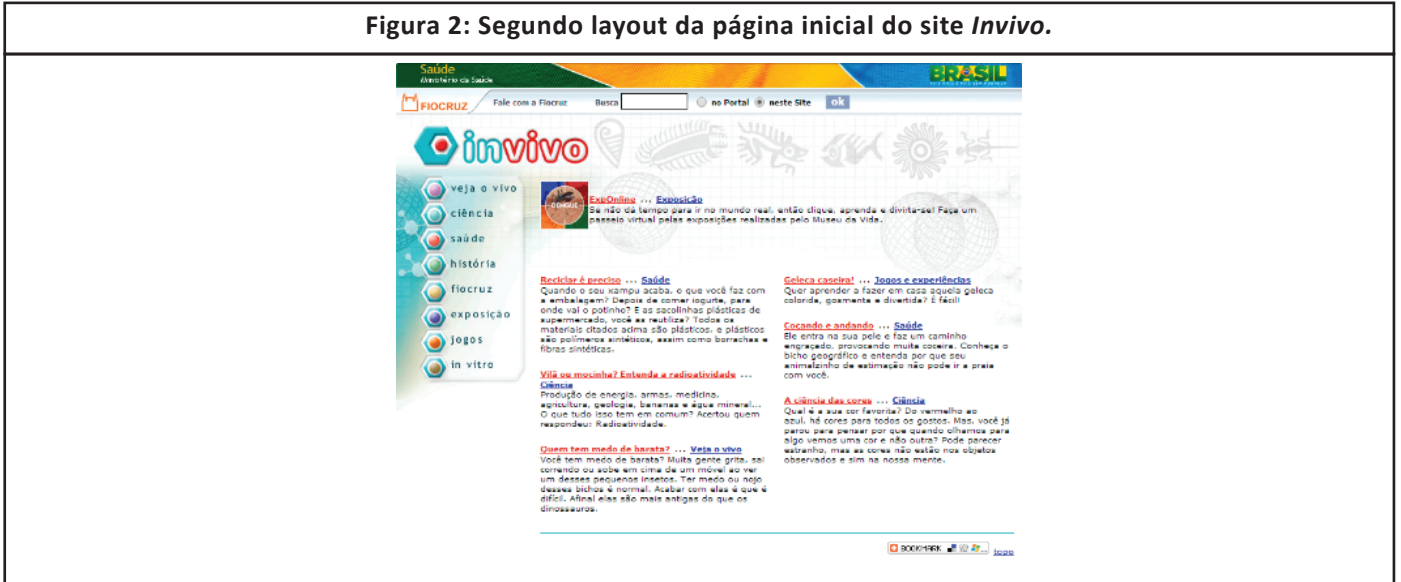 Figura 2: Segundo layout da página inicial do site Invivo.
Saúde
Ministério da Saúde
BRASIL
FIOCRUZ
Fale com a Fiocruz
Busca
no Portal
neste Site
ok
invivo
veja o vivo
ciência
saúde
história
fiocruz
exposição
jogos
in vitro
DENGUE
ExpOnline ... Exposição
Se não dá tempo para ir no mundo real, então clique, aprenda e divirta-se! Faça um
passeio virtual pelas exposições realizadas pelo Museu da Vida.
Reciclar é preciso ... Saúde
Quando o seu xampu acaba, o que você faz com
a embalagem? Depois de comer iogurte, para
onde vai o potinho? E as sacolinhas plásticas de
supermercado, você as reutiliza? Todos os
materiais citados acima são plásticos, e plásticos
são polímeros sintéticos, assim como borrachas e
fibras sintéticas.
Vilã ou mocinha? Entenda a radioatividade ...
Ciência
Produção de energia, armas, medicina,
agricultura, geologia, bananas e água mineral...
O que tudo isso tem em comum? Acertou quem
respondeu: Radioatividade.
Quem tem medo de barata? ... Veja o vivo
Você tem medo de barata? Muita gente grita, sai
correndo ou sobe em cima de um móvel ao ver
um desses pequenos insetos. Ter medo ou nojo
desses bichos é normal. Acabar com elas é que é
difícil. Afinal elas são mais antigas do que os
dinossauros.
Geleca caseira! ... Jogos e experiências
Quer aprender a fazer em casa aquela geleca
colorida, gosmenta e divertida? É fácil!
Coçando e andando ... Saúde
Ele entra na sua pele e faz um caminho
engraçado, provocando muita coceira. Conheça o
bicho geográfico e entenda por que seu
animalzinho de estimação não pode ir a praia
com você.
A ciência das cores ... Ciência
Qual é a sua cor favorita? Do vermelho ao
azul, há cores para todos os gostos. Mas, você já
parou para pensar por que quando olhamos para
algo vemos uma cor e não outra? Pode parecer
estranho, mas as cores não estão nos objetos
observados e sim na nossa mente.
BOOKMARK
topo